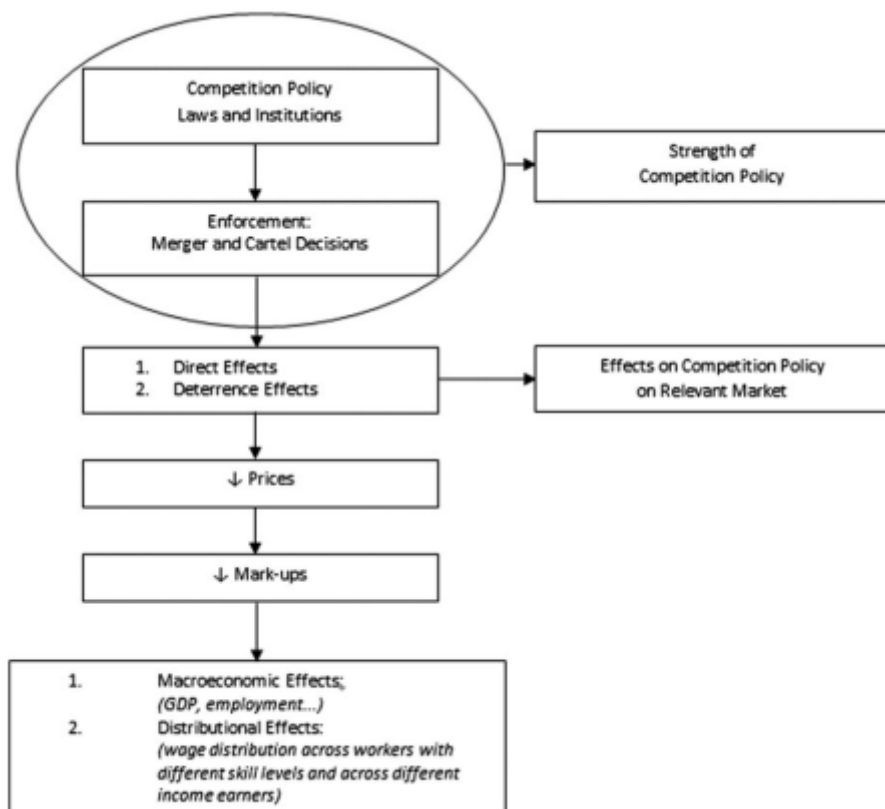 Competition Policy
Laws and Institutions
Strength of
Competition Policy
Enforcement:
Merger and Cartel Decisions
1. Direct Effects
2. Deterrence Effects
Effects on Competition Policy
on Relevant Market
↓ Prices
↓ Mark-ups
1. Macroeconomic Effects:
(GDP, employment...)
2. Distributional Effects:
(wage distribution across workers with
different skill levels and across different
income earners)